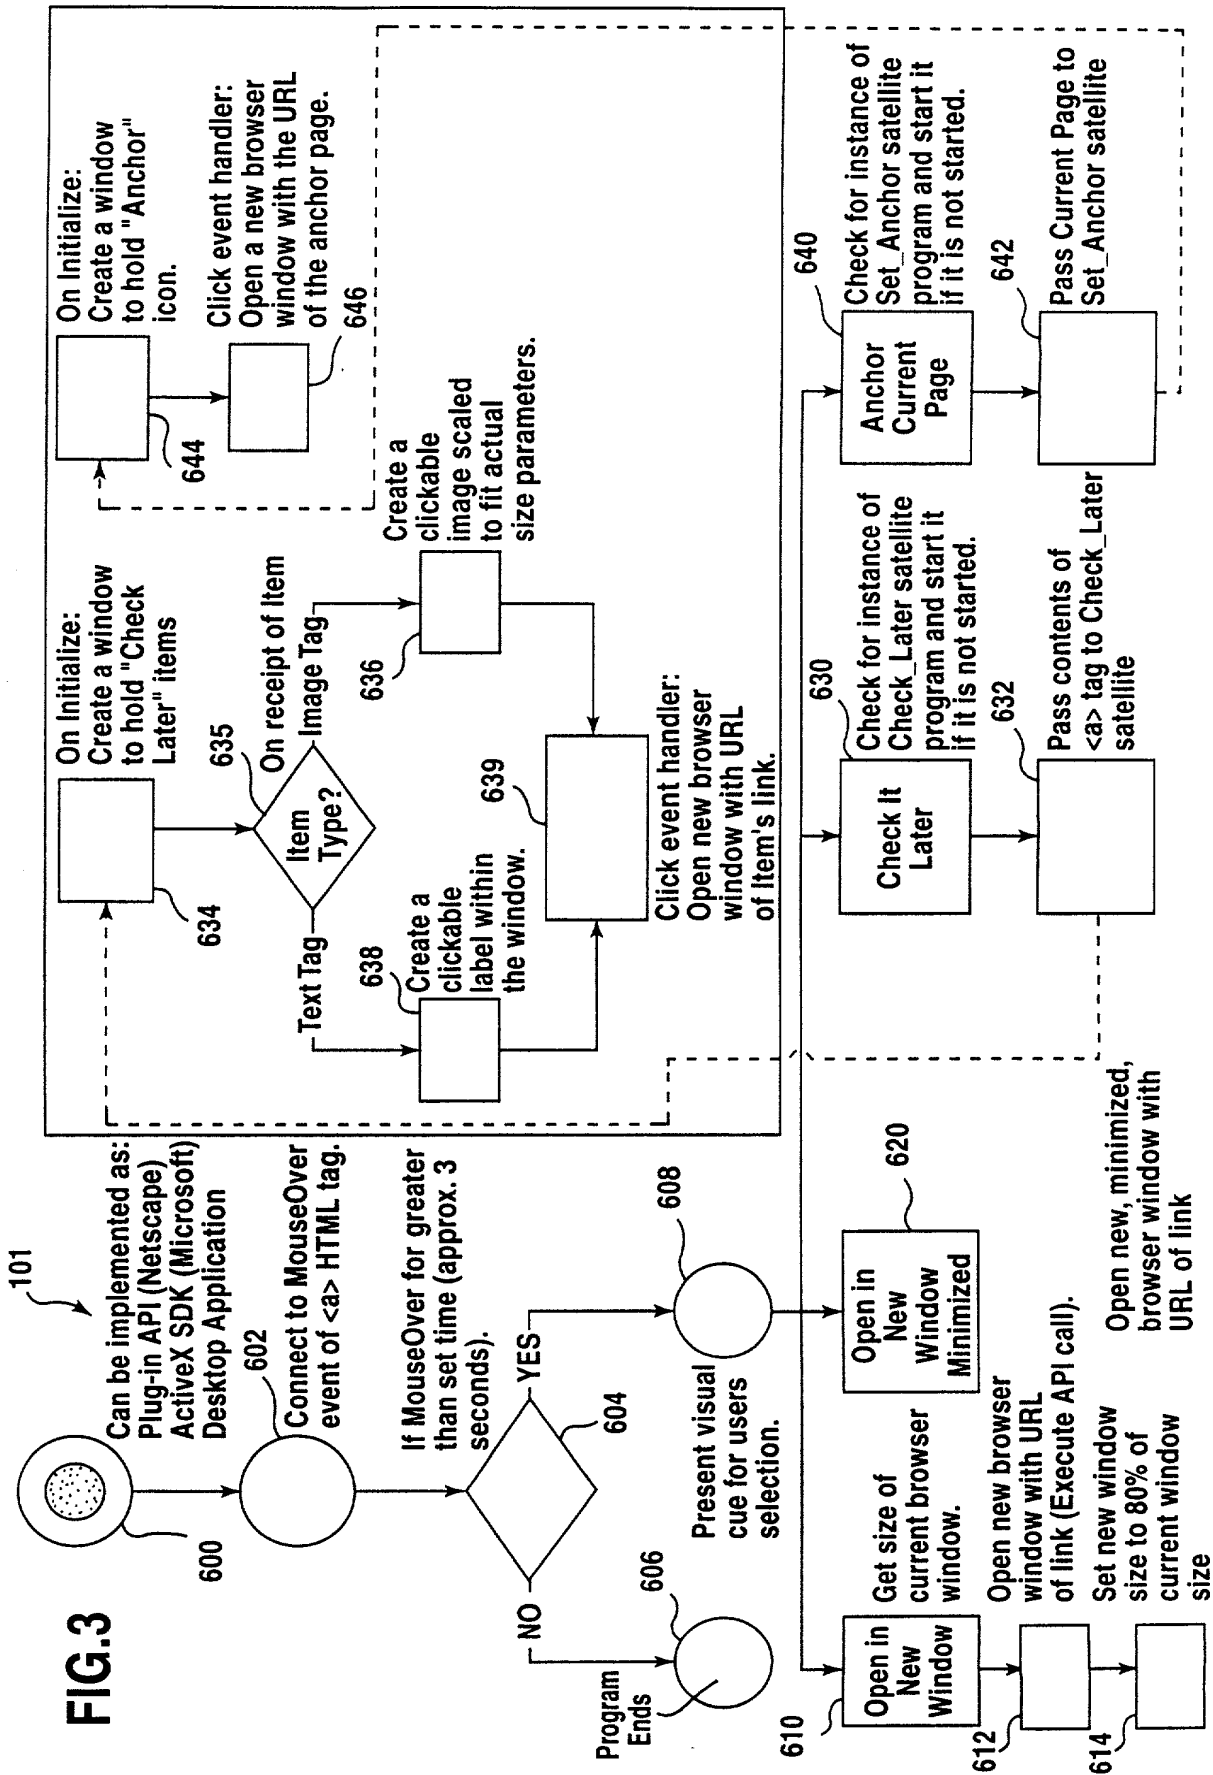 FIG.3
101
Can be implemented as:
Plug-in API (Netscape)
ActiveX SDK (Microsoft)
Desktop Application
600
602
Connect to MouseOver
event of <a> HTML tag.
If MouseOver for greater
than set time (approx. 3
seconds).
604
NO
YES
606
Program
Ends
608
Present visual
cue for users
selection.
610
Open in
New
Window
Get size of
current browser
window.
612
Open new browser
window with URL
of link (Execute API call).
614
Set new window
size to 80% of
current window
size
620
Open in
New
Window
Minimized
Open new, minimized,
browser window with
URL of link
630
Check It
Later
Check for instance of
Check_Later satellite
program and start it
if it is not started.
632
Pass contents of
<a> tag to Check_Later
satellite
640
Anchor
Current
Page
Check for instance of
Set_Anchor satellite
program and start it
if it is not started.
642
Pass Current Page to
Set_Anchor satellite
634
On Initialize:
Create a window
to hold "Check
Later" items
635
Item
Type?
On receipt of Item
Text Tag
Image Tag
638
Create a
clickable
label within
the window.
636
Create a
clickable
image scaled
to fit actual
size parameters.
639
Click event handler:
Open new browser
window with URL
of Item's link.
644
On Initialize:
Create a window
to hold "Anchor"
icon.
646
Click event handler:
Open a new browser
window with the URL
of the anchor page.